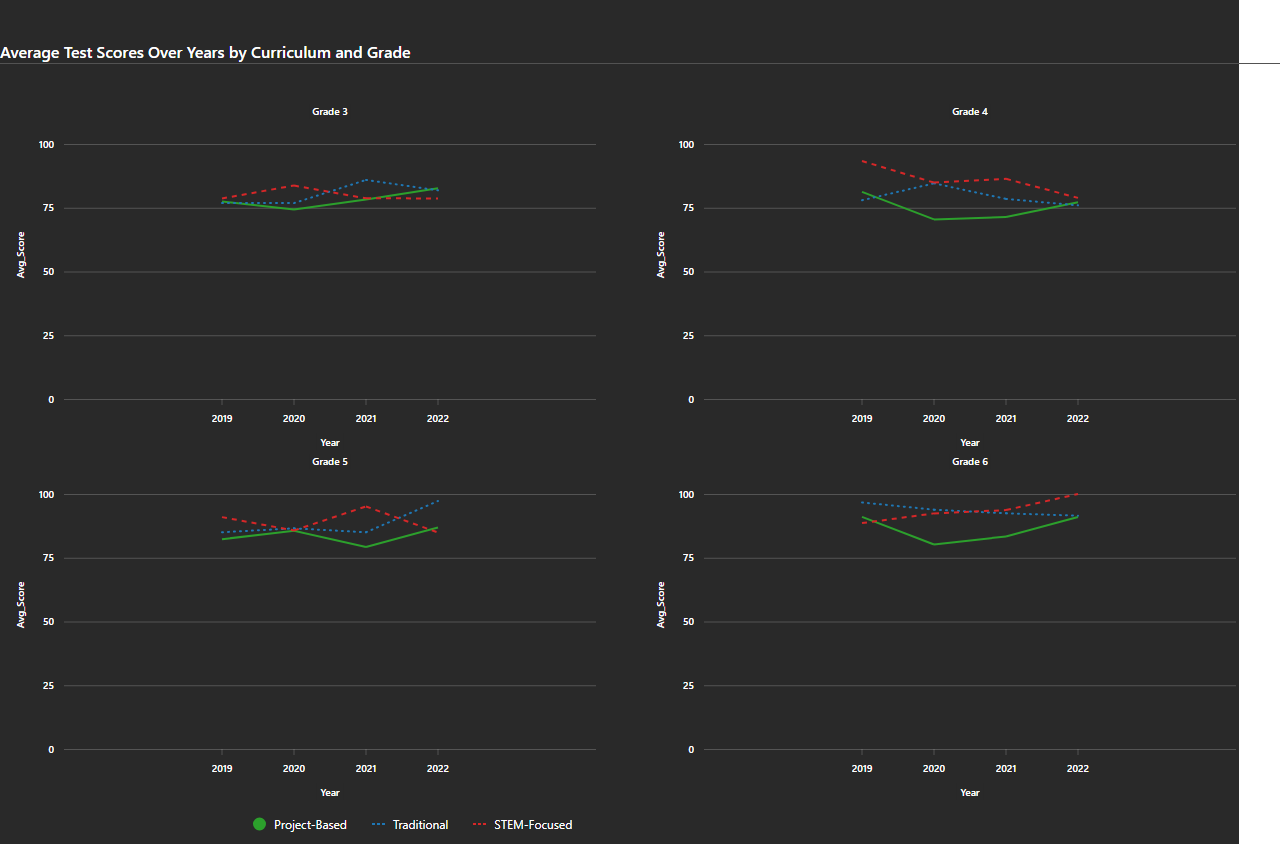 Average Test Scores Over Years by Curriculum and Grade
Grade 3
100
75
50
25
0
Avg_Score
2019 2020 2021 2022
Year
Grade 4
100
75
50
25
0
Avg_Score
2019 2020 2021 2022
Year
Grade 5
100
75
50
25
0
Avg_Score
2019 2020 2021 2022
Year
Grade 6
100
75
50
25
0
Avg_Score
2019 2020 2021 2022
Year
Project-Based Traditional STEM-Focused